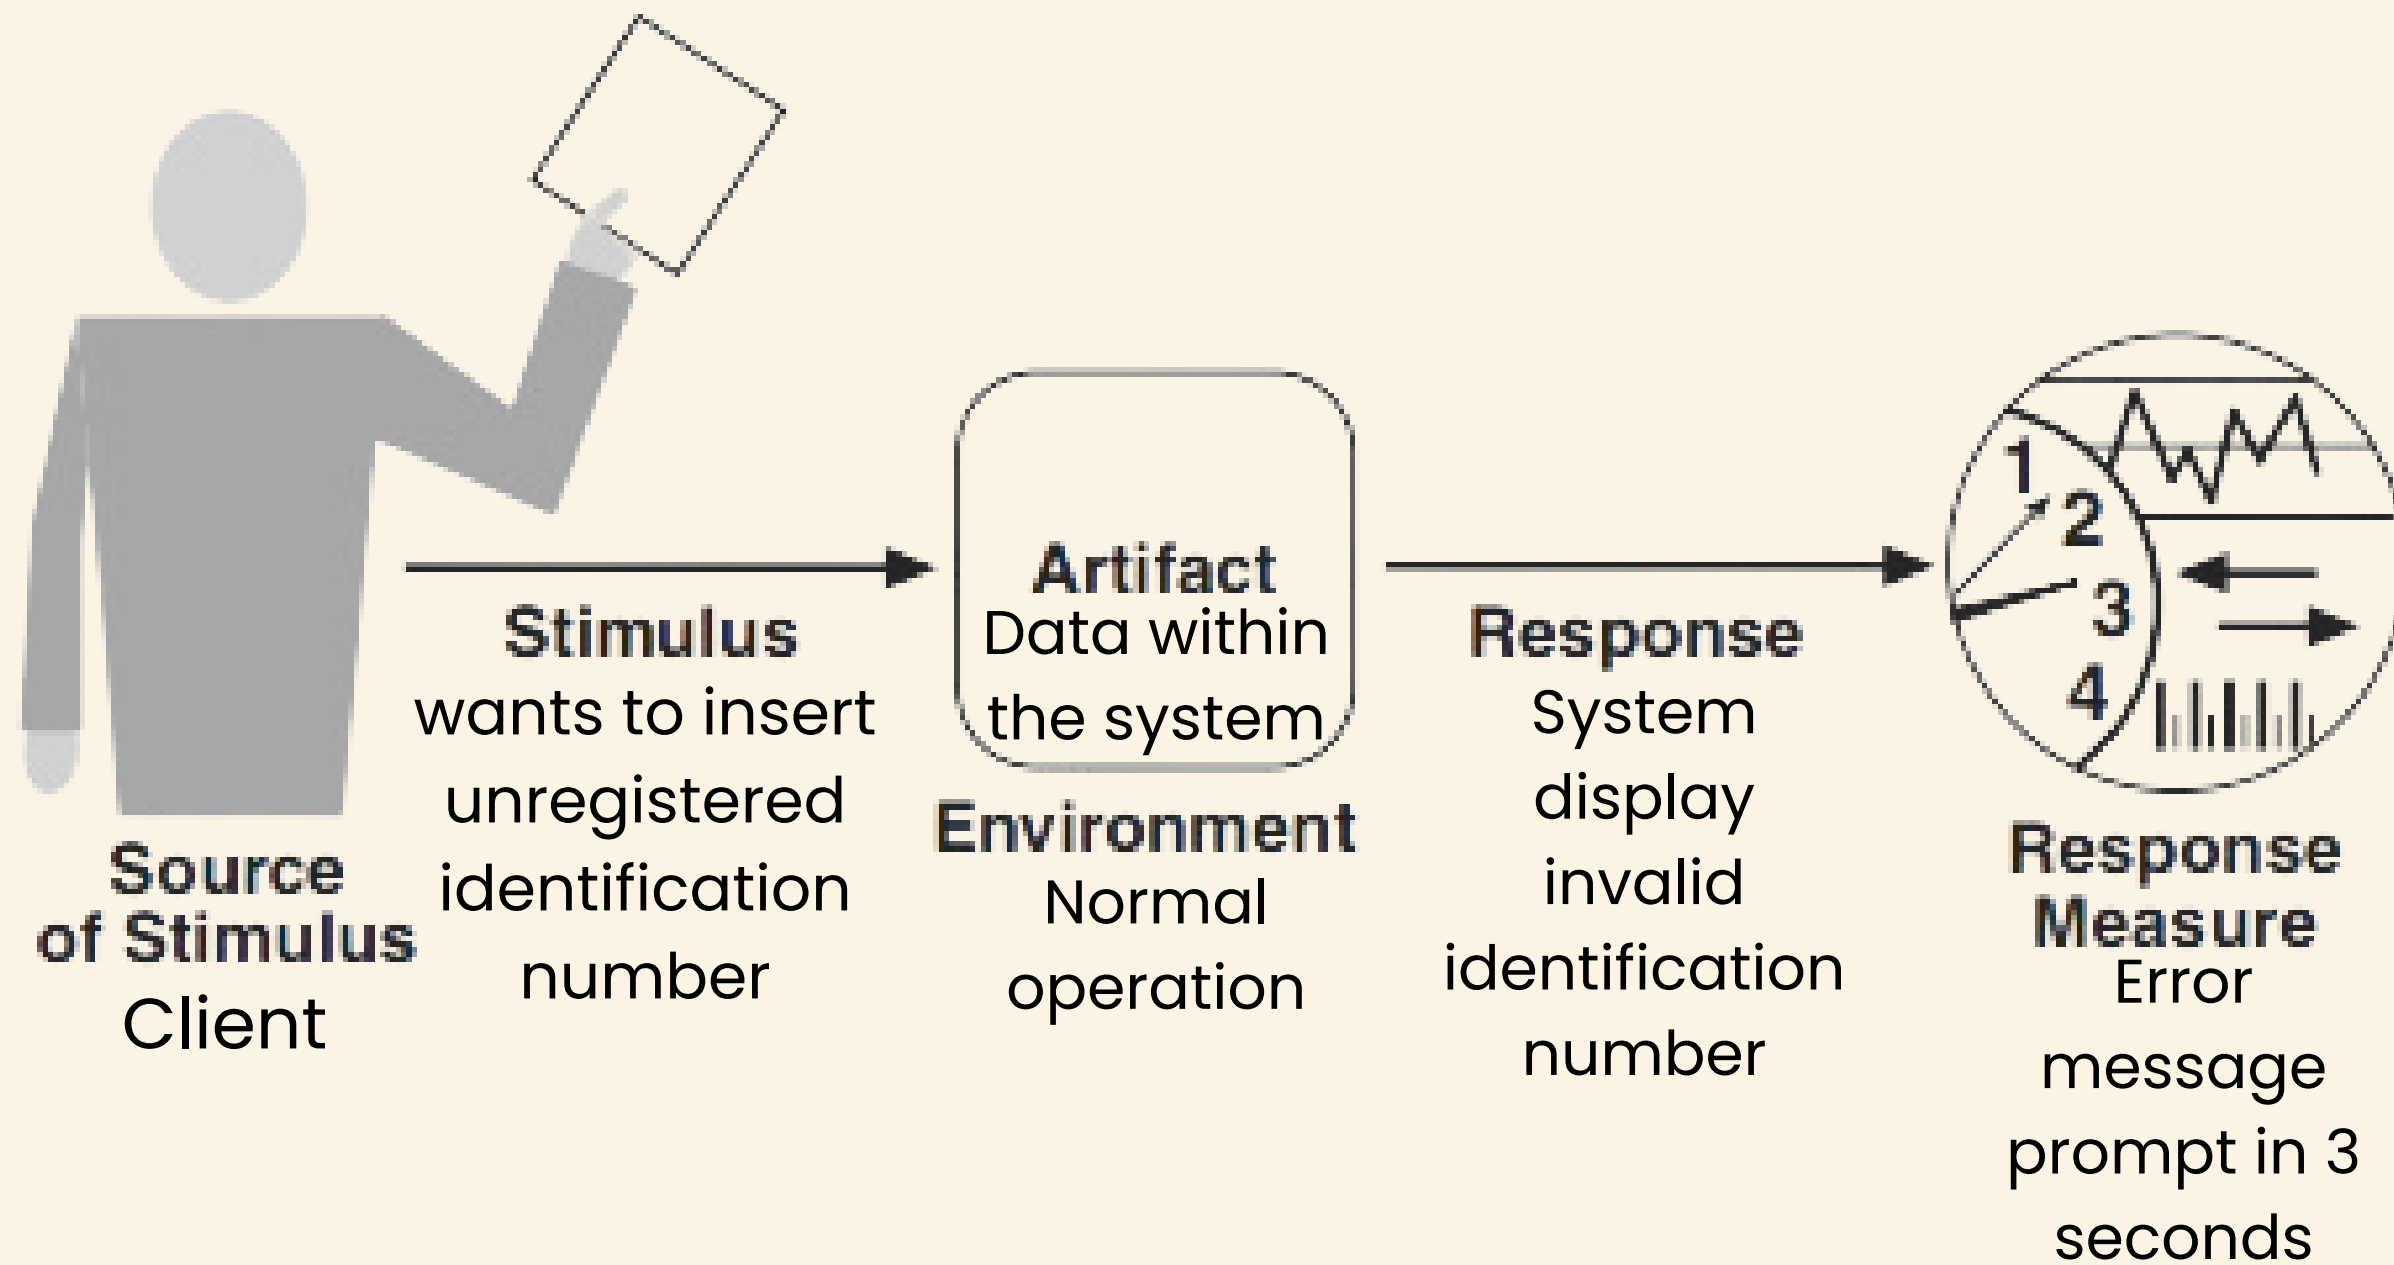 Source
of Stimulus
Client
Stimulus
wants to insert
unregistered
identification
number
Artifact
Data within
the system
Environment
Normal
operation
Response
System
display
invalid
identification
number
1
2
3
4
Response
Measure
Error
message
prompt in 3
seconds